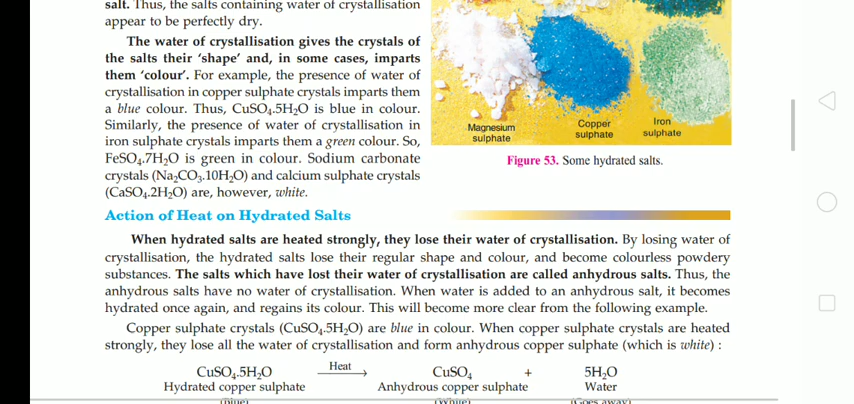 salt. Thus, the salts containing water of crystallisation
appear to be perfectly dry.
The water of crystallisation gives the crystals of
the salts their ‘shape’ and, in some cases, imparts
them ‘colour’. For example, the presence of water of
crystallisation in copper sulphate crystals imparts them
a blue colour. Thus, CuSO₄.5H₂O is blue in colour.
Similarly, the presence of water of crystallisation in
iron sulphate crystals imparts them a green colour. So,
FeSO₄.7H₂O is green in colour. Sodium carbonate
crystals (Na₂CO₃.10H₂O) and calcium sulphate crystals
(CaSO₄.2H₂O) are, however, white.
Magnesium
sulphate
Copper
sulphate
Iron
sulphate
Figure 53. Some hydrated salts.
Action of Heat on Hydrated Salts
When hydrated salts are heated strongly, they lose their water of crystallisation. By losing water of
crystallisation, the hydrated salts lose their regular shape and colour, and become colourless powdery
substances. The salts which have lost their water of crystallisation are called anhydrous salts. Thus, the
anhydrous salts have no water of crystallisation. When water is added to an anhydrous salt, it becomes
hydrated once again, and regains its colour. This will become more clear from the following example.
Copper sulphate crystals (CuSO₄.5H₂O) are blue in colour. When copper sulphate crystals are heated
strongly, they lose all the water of crystallisation and form anhydrous copper sulphate (which is white) :
CuSO₄.5H₂O Heat → CuSO₄ + 5H₂O
Hydrated copper sulphate Anhydrous copper sulphate Water
(Blue) (White) (Goes away)